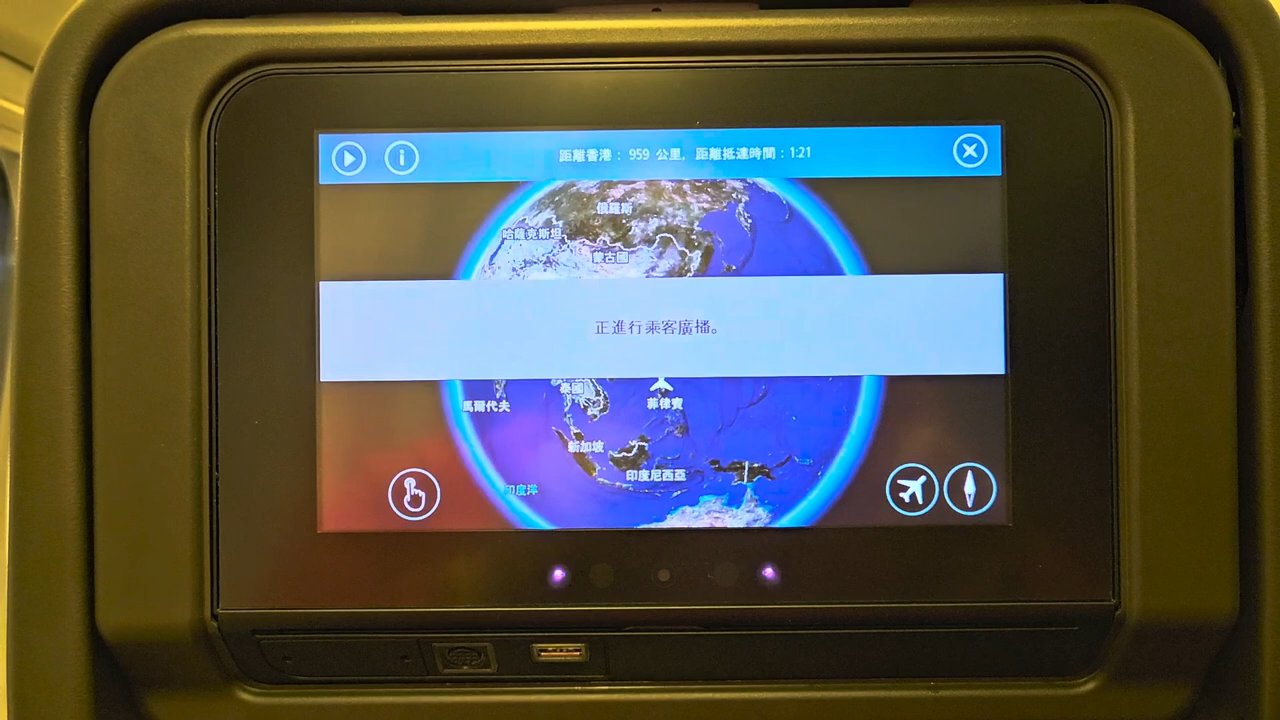 距離香港：959 公里，距離抵達時間：1:21
俄羅斯
哈薩克斯坦
蒙古國
正進行乘客廣播。
泰國
馬爾代夫
菲律賓
新加坡
印度尼西亞
印度洋